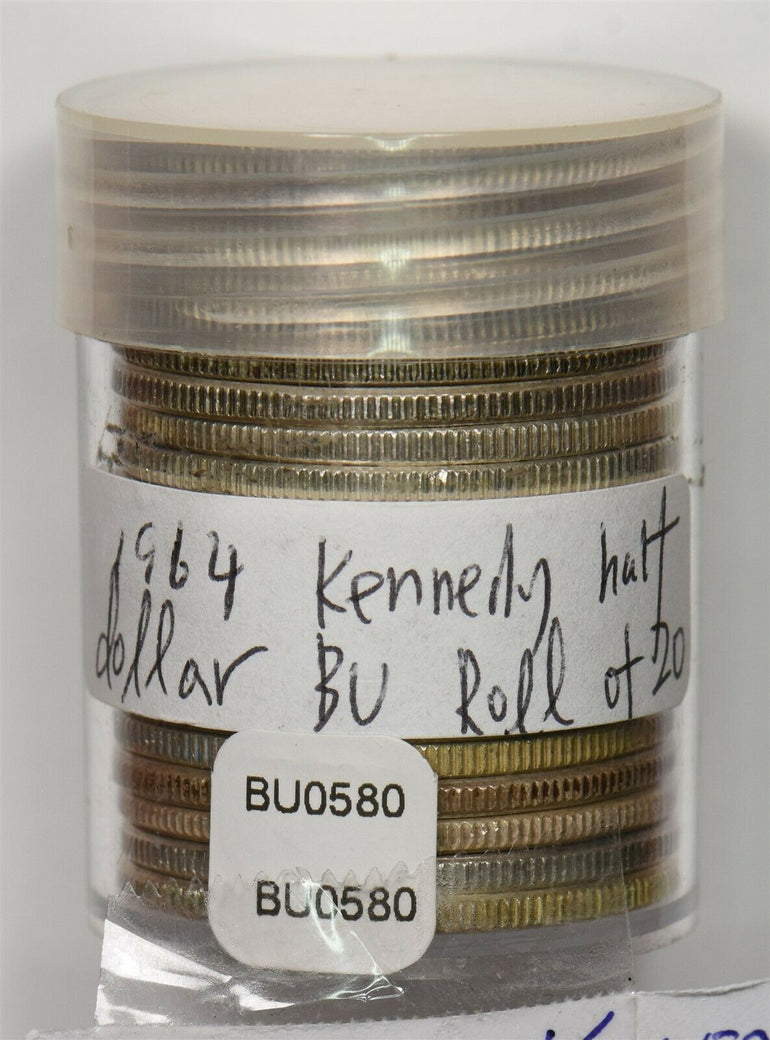 1964 Kennedy half
dollar BU Roll of 20
BU0580
BU0580